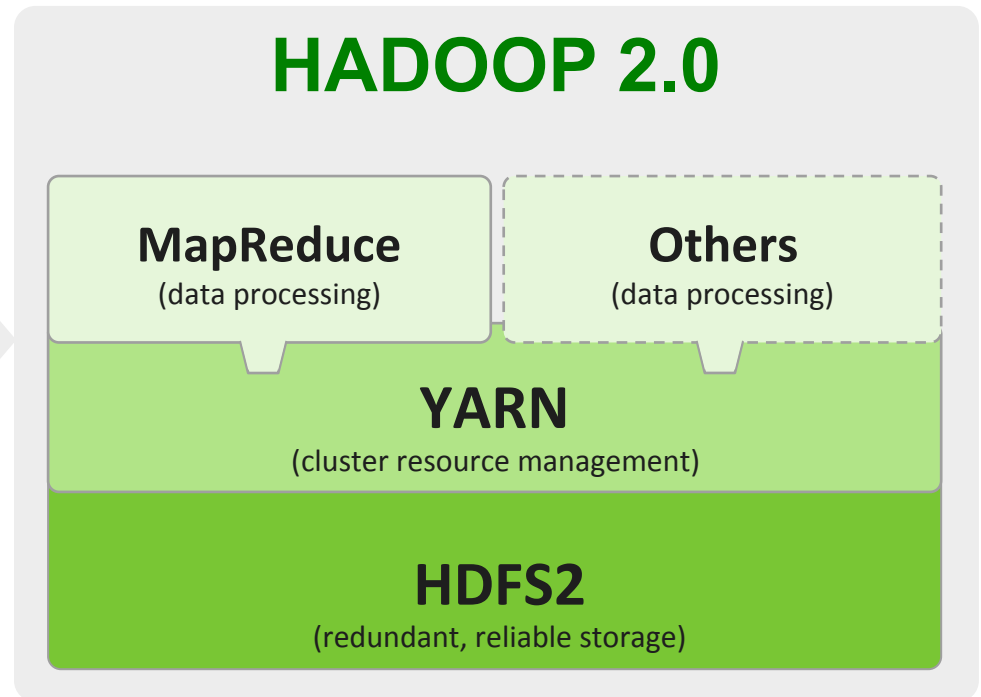 HADOOP 2.0
MapReduce
(data processing)
Others
(data processing)
YARN
(cluster resource management)
HDFS2
(redundant, reliable storage)